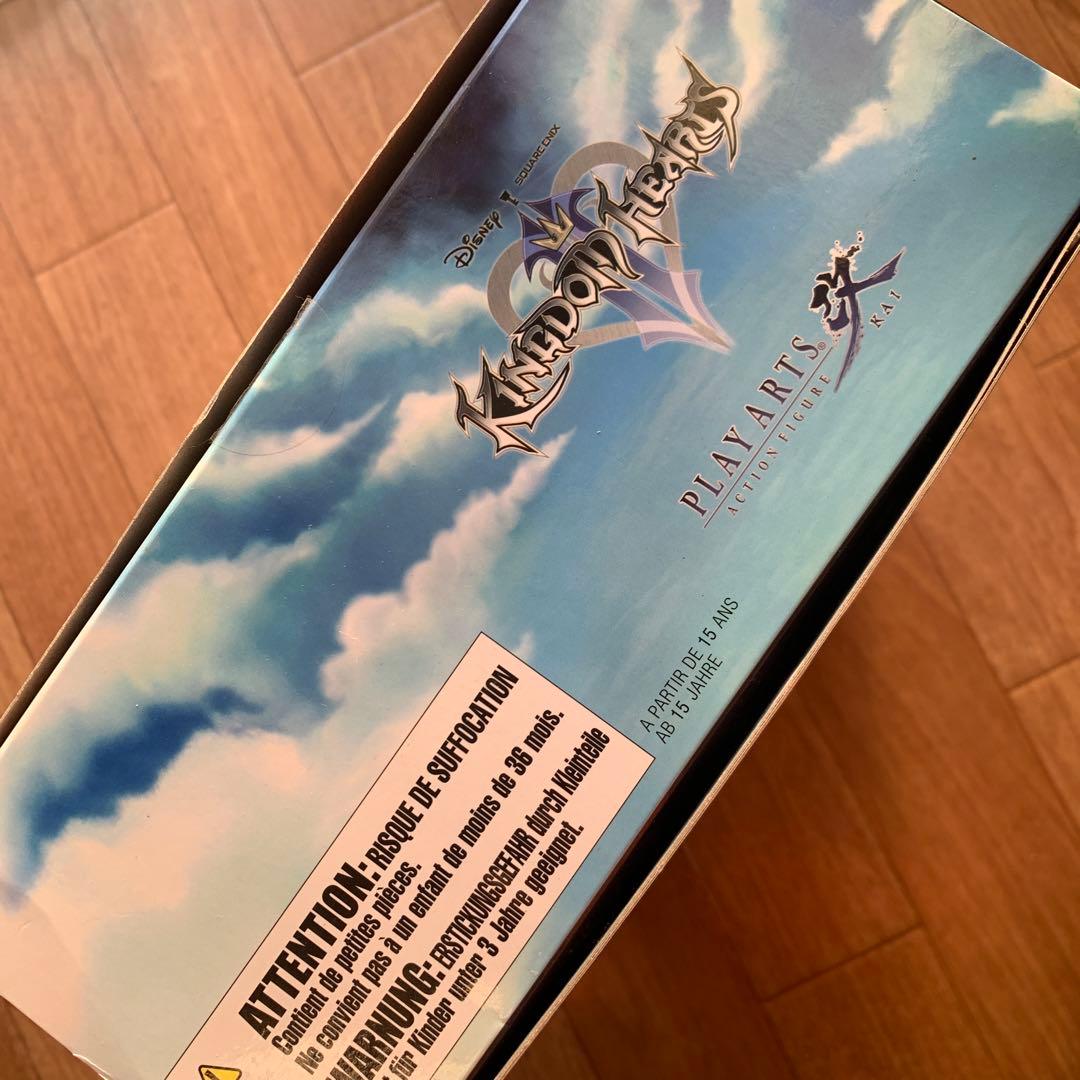 Disney SQUARE ENIX
KINGDOM HEARTS
PLAY ARTS® 改
ACTION FIGURE KAI
A PARTIR DE 15 ANS
AB 15 JAHRE
ATTENTION: RISQUE DE SUFFOCATION
Contient de petites pièces.
Ne convient pas à un enfant de moins de 36 mois.
WARNUNG: ERSTICKUNGSGEFAHR durch Kleinteile
für Kinder unter 3 Jahre geeignet.